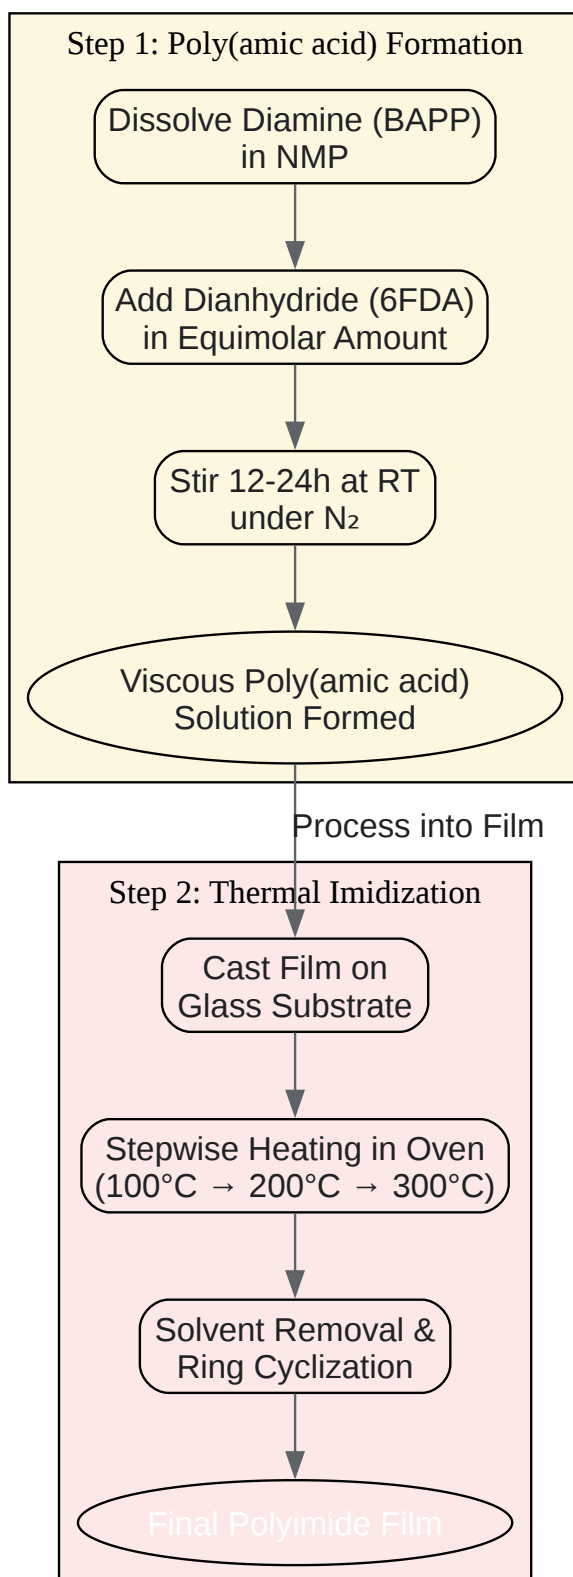 Step 1: Poly(amic acid) Formation
Dissolve Diamine (BAPP)
in NMP
Add Dianhydride (6FDA)
in Equimolar Amount
Stir 12-24h at RT
under N₂
Viscous Poly(amic acid)
Solution Formed
Process into Film
Step 2: Thermal Imidization
Cast Film on
Glass Substrate
Stepwise Heating in Oven
(100°C → 200°C → 300°C)
Solvent Removal &
Ring Cyclization
Final Polyimide Film